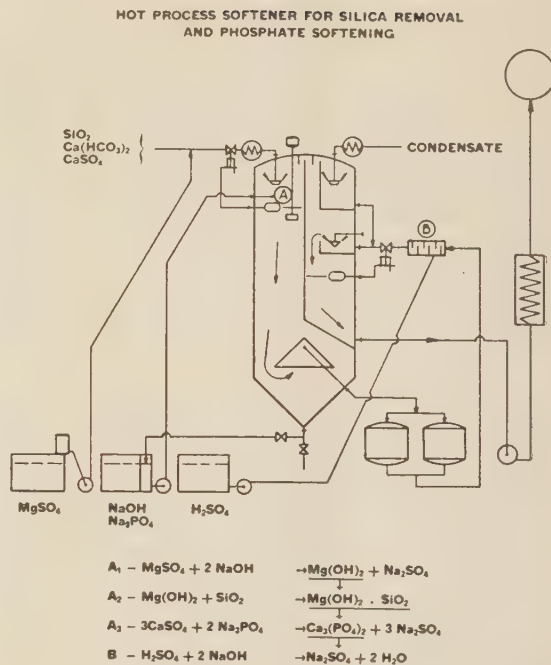 HOT PROCESS SOFTENER FOR SILICA REMOVAL
AND PHOSPHATE SOFTENING
SiO₂
Ca(HCO₃)₂
CaSO₄
CONDENSATE
A
B
MgSO₄
NaOH
Na₃PO₄
H₂SO₄
A₁ – MgSO₄ + 2 NaOH → Mg(OH)₂ + Na₂SO₄
A₂ – Mg(OH)₂ + SiO₂ → Mg(OH)₂ . SiO₂
A₃ – 3CaSO₄ + 2 Na₃PO₄ → Ca₃(PO₄)₂ + 3 Na₂SO₄
B – H₂SO₄ + 2 NaOH → Na₂SO₄ + 2 H₂O